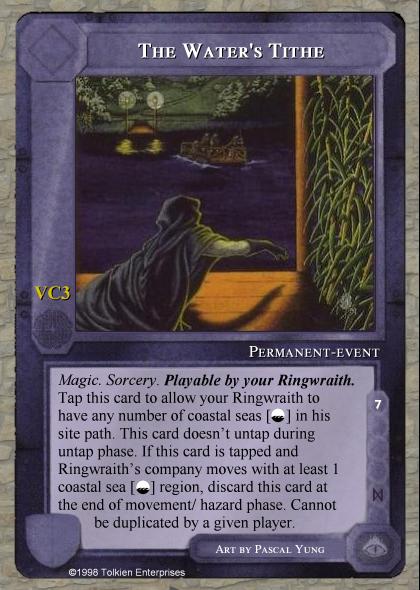 THE WATER'S TITHE
VC3
PERMANENT-EVENT
Magic. Sorcery. Playable by your Ringwraith.
Tap this card to allow your Ringwraith to
have any number of coastal seas [] in his
site path. This card doesn't untap during
untap phase. If this card is tapped and
Ringwraith's company moves with at least 1
coastal sea [] region, discard this card at
the end of movement/ hazard phase. Cannot
be duplicated by a given player.
7
ART BY PASCAL YUNG
©1998 Tolkien Enterprises